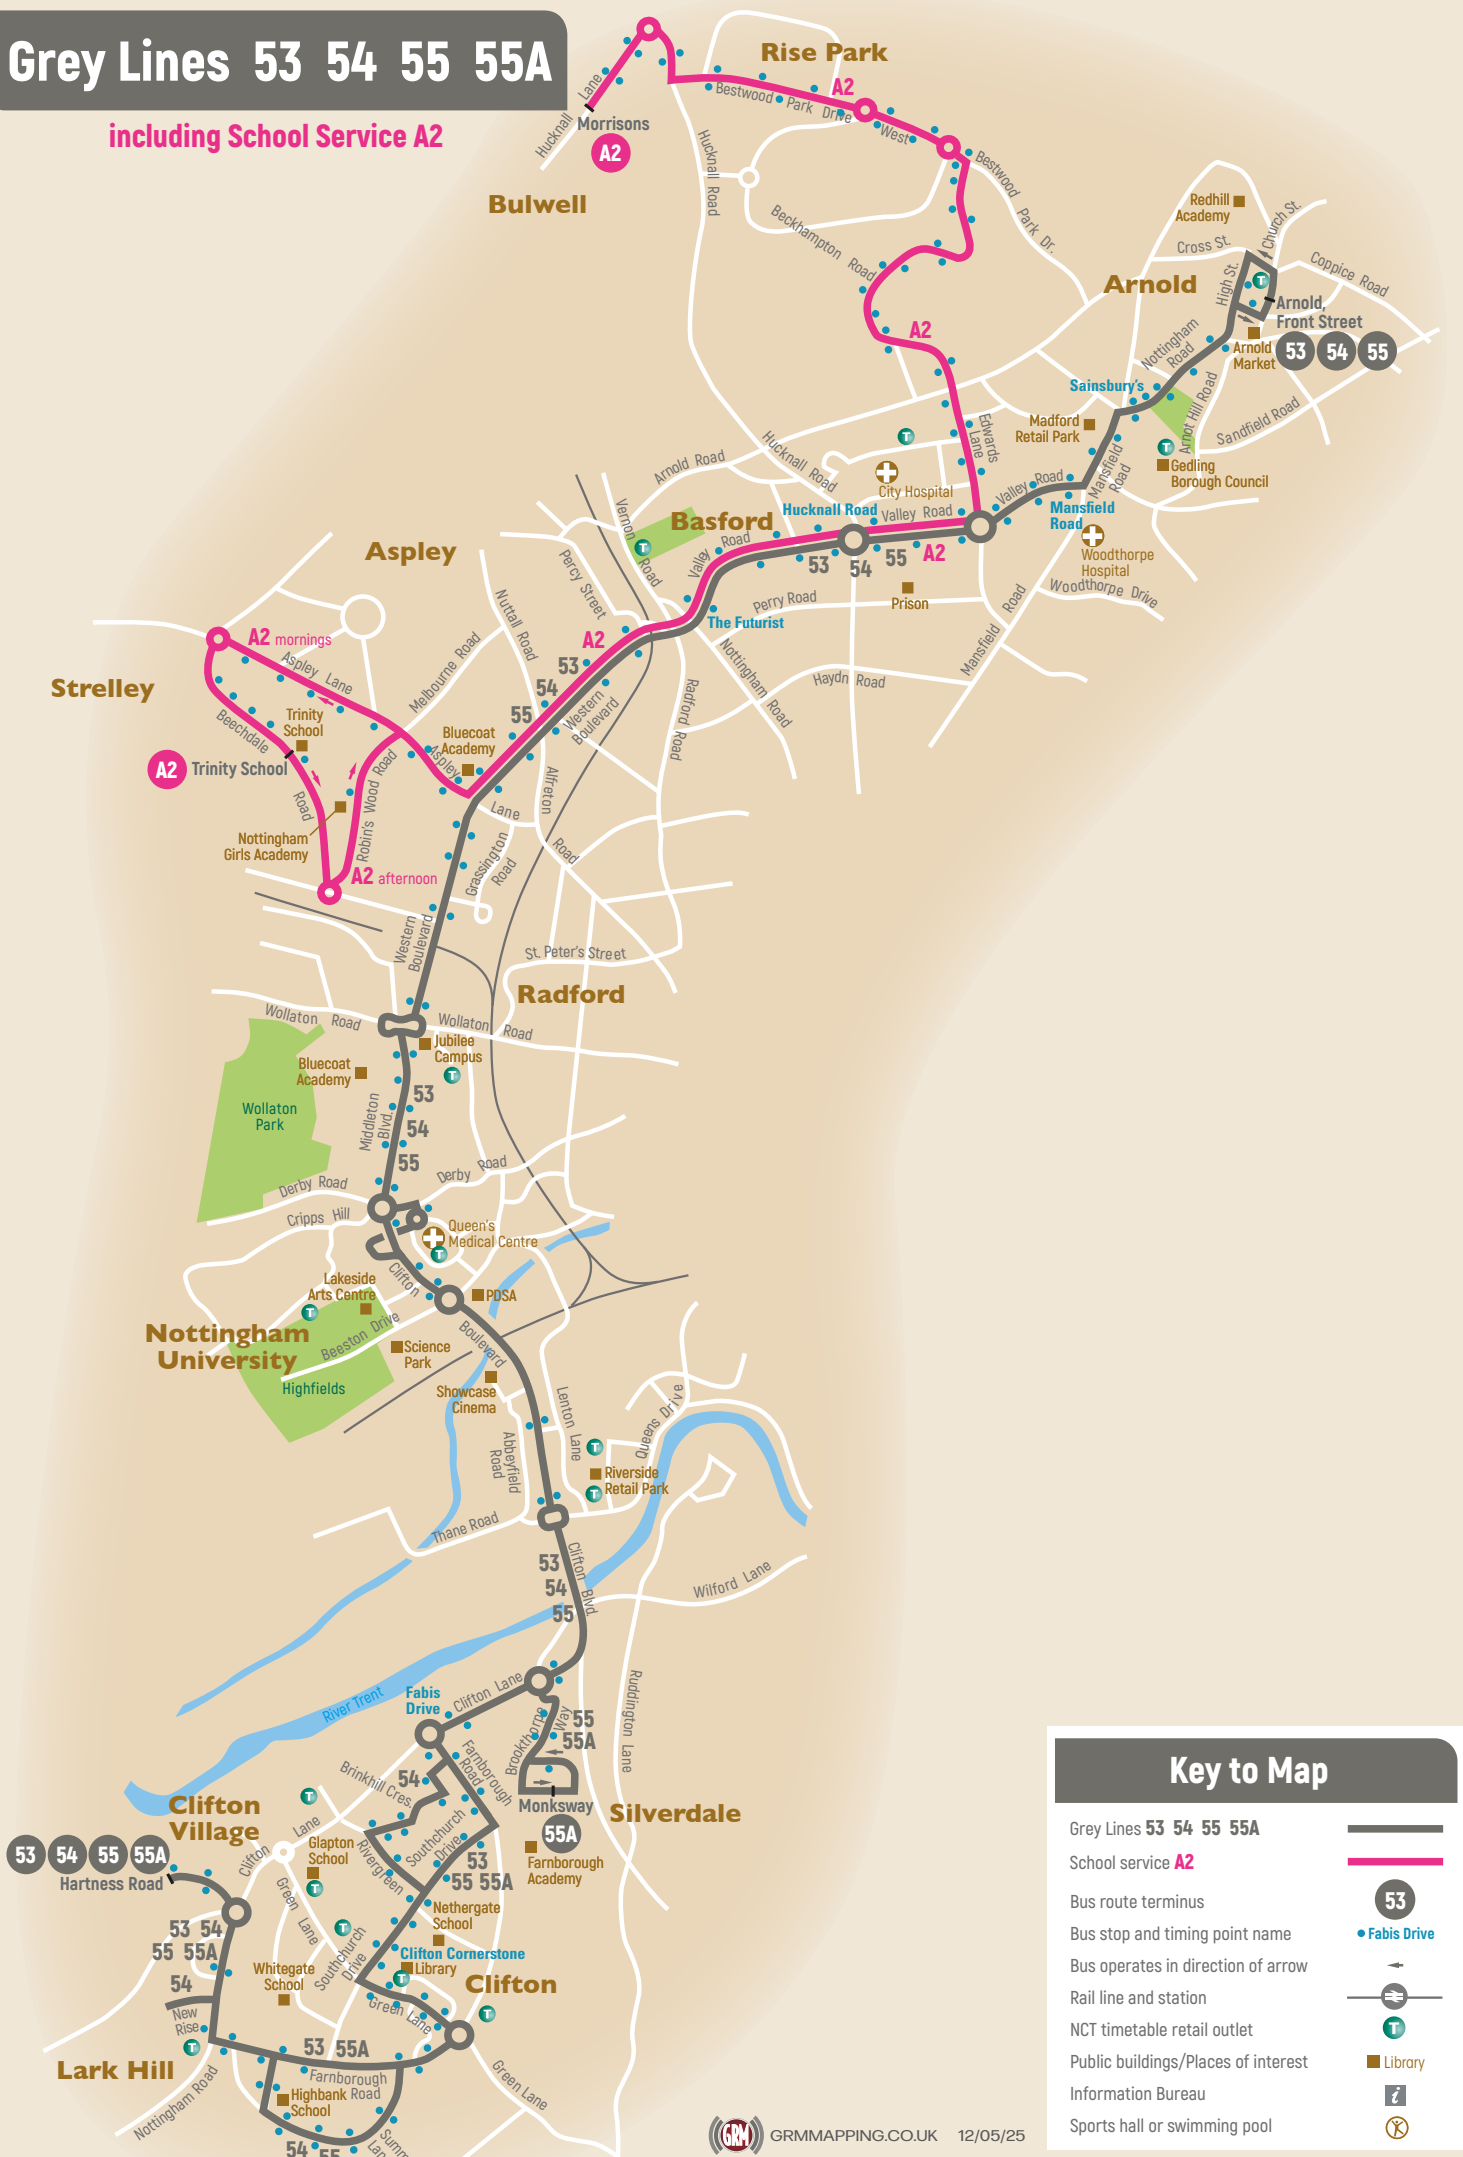 Grey Lines 53 54 55 55A
including School Service A2
Rise Park
A2
Bestwood Park Drive West
Hucknall Lane
Morrisons
A2
Bulwell
Hucknall Road
Bestwood Park Dr.
Beckhampton Road
Redhill
Academy
Church St.
Cross St.
Coppice Road
High St.
Arnold
T
Arnold,
Front Street
53 54 55
Arnold
Market
Nottingham
Road
A2
Sainsbury's
Arnot Hill Road
Sandfield Road
Madford
Retail Park
Edwards
Lane
T
T
Gedling
Borough Council
Mansfield
Road
Hucknall Road
Arnold Road
City Hospital
Valley Road
Mansfield
Road
Hucknall Road
Valley Road
Vernon Road
Basford
T
Valley Road
53 54 55 A2
Woodthorpe
Hospital
Woodthorpe Drive
Aspley
Percy Street
Nuttall Road
Prison
Perry Road
The Futurist
Mansfield Road
Nottingham Road
Haydn Road
Radford Road
A2
53
54
55
Western
Boulevard
A2 mornings
Aspley Lane
Melbourne Road
Strelley
Trinity
School
Beechdale Road
A2
Trinity School
Bluecoat
Academy
Aspley Lane
Alfreton Road
Robin's Wood Road
Nottingham
Girls Academy
A2 afternoon
Grassington
Road
Western
Boulevard
St. Peter's Street
Radford
Wollaton Road
Wollaton Road
Jubilee
Campus
T
Bluecoat
Academy
53
54
55
Middleton
Blvd.
Wollaton
Park
Derby Road
Derby Road
Cripps Hill
Queen's
Medical Centre
T
Clifton Boulevard
Lakeside
Arts Centre
T
PDSA
Nottingham
University
Beeston Drive
Science
Park
Highfields
Showcase
Cinema
Lenton Lane
Queens Drive
Abbeyfield
Road
T
Riverside
Retail Park
T
Thane Road
Clifton Blvd.
53
54
55
Wilford Lane
River Trent
Fabis
Drive
Clifton Lane
Ruddington Lane
Brookthorpe Way
55
55A
Farnborough
Road
54
Brinkhill Cres.
Monksway
55A
Silverdale
T
Clifton
Village
Clifton Lane
Glapton
School
T
Rivergreen
Southchurch
Drive
53
55 55A
Farnborough
Academy
53 54 55 55A
Hartness Road
Green Lane
Nethergate
School
T
Southchurch
Drive
Clifton Cornerstone
Library
T
Clifton
53 54
55 55A
54
Whitegate
School
New
Rise
T
Green Lane
T
53 55A
Farnborough
Road
Lark Hill
Highbank
School
Nottingham Road
Green Lane
54 55
Key to Map
Grey Lines 53 54 55 55A
School service A2
Bus route terminus 53
Bus stop and timing point name Fabis Drive
Bus operates in direction of arrow
Rail line and station
NCT timetable retail outlet T
Public buildings/Places of interest Library
Information Bureau i
Sports hall or swimming pool
GRM GRMMAPPING.CO.UK 12/05/25